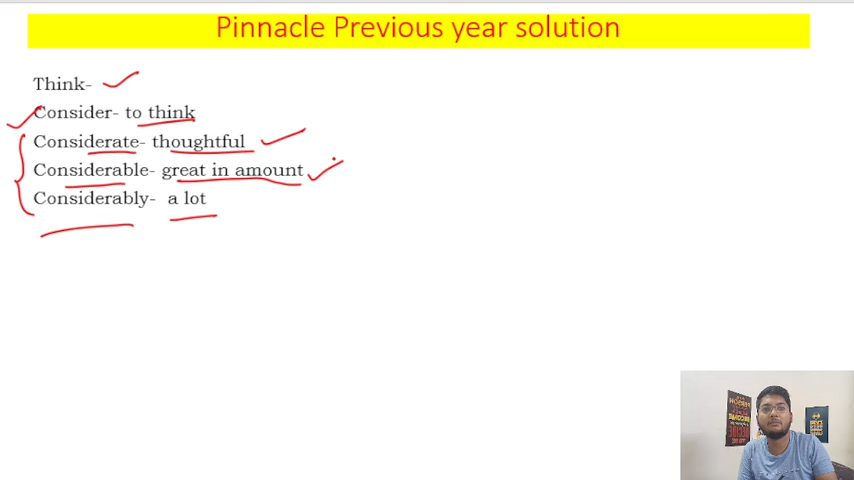 Pinnacle Previous year solution
Think-
Consider- to think
Considerate- thoughtful
Considerable- great in amount
Considerably- a lot